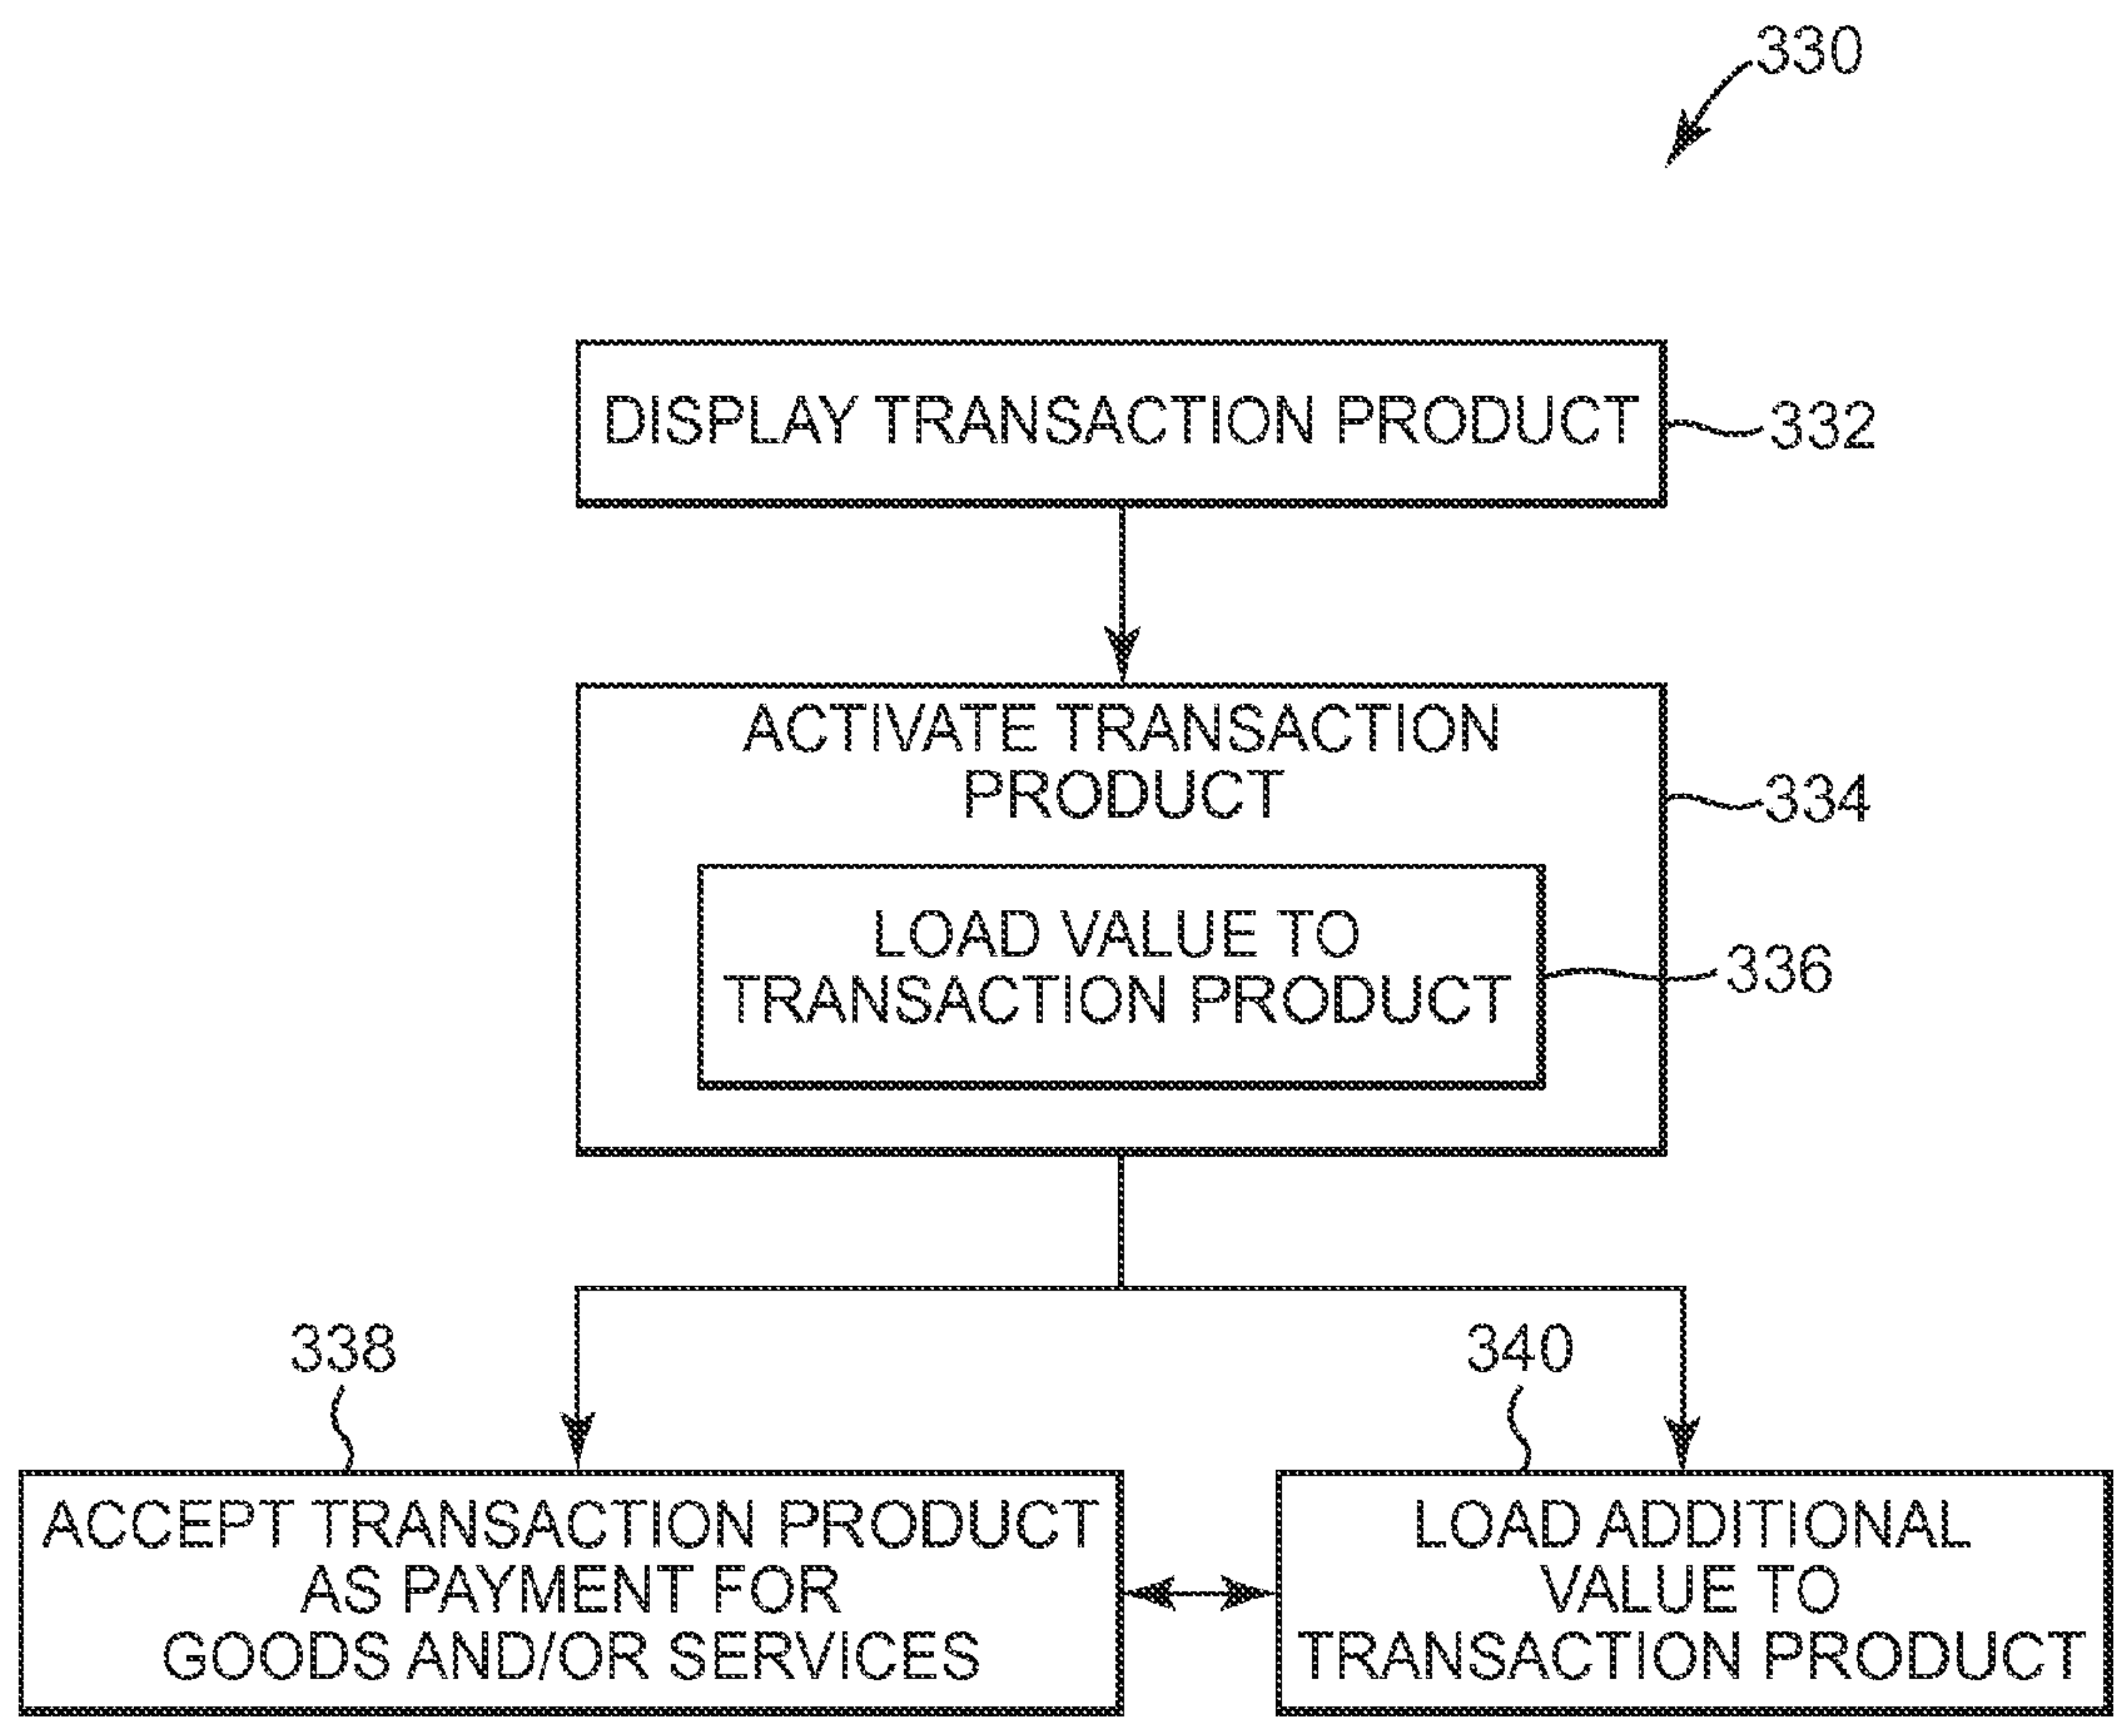 330
DISPLAY TRANSACTION PRODUCT
332
ACTIVATE TRANSACTION
PRODUCT
334
LOAD VALUE TO
TRANSACTION PRODUCT
336
338
340
ACCEPT TRANSACTION PRODUCT
AS PAYMENT FOR
GOODS AND/OR SERVICES
LOAD ADDITIONAL
VALUE TO
TRANSACTION PRODUCT